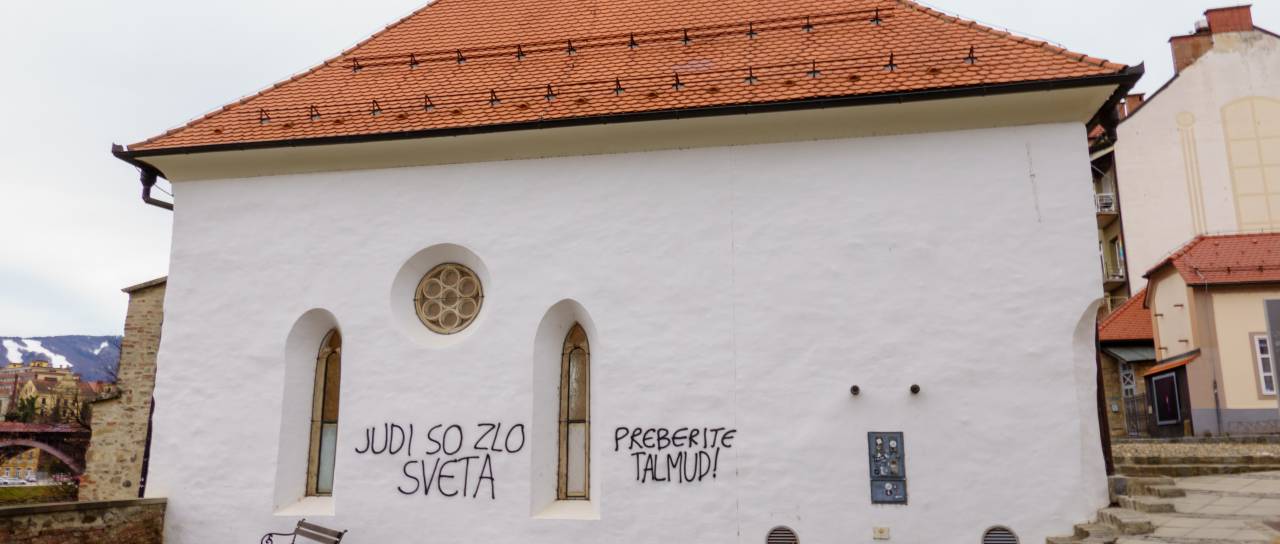 JUDI SO ZLO
SVETA
PREBERITE
TALMUD!